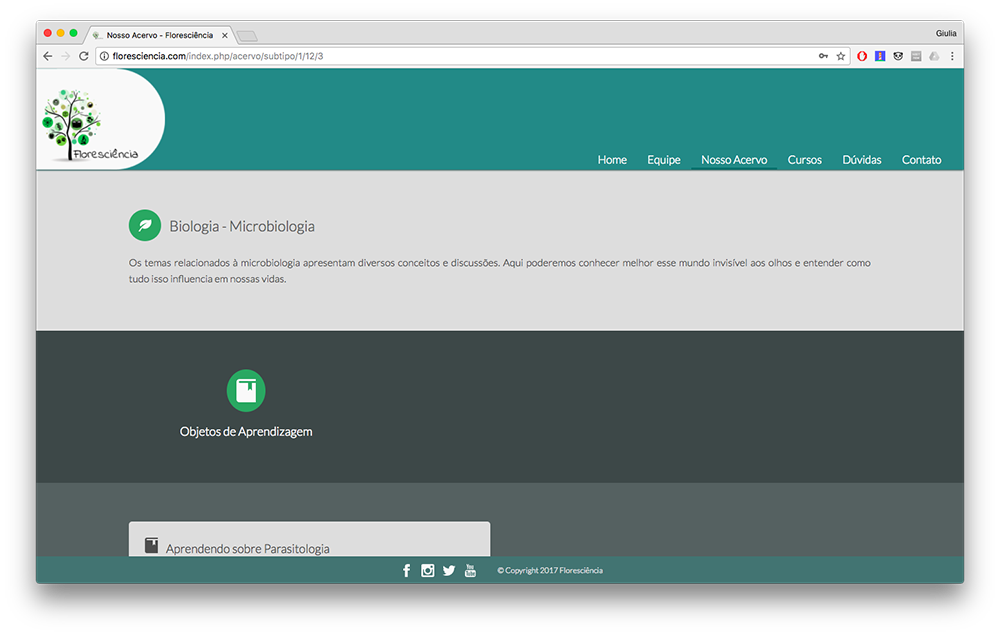 Nosso Acervo - Floresciência
Giulia
floresciencia.com/index.php/acervo/subtipo/1/12/3
Floresciência
Home Equipe Nosso Acervo Cursos Dúvidas Contato
Biologia - Microbiologia
Os temas relacionados à microbiologia apresentam diversos conceitos e discussões. Aqui poderemos conhecer melhor esse mundo invisível aos olhos e entender como
tudo isso influencia em nossas vidas.
Objetos de Aprendizagem
Aprendendo sobre Parasitologia
You Tube © Copyright 2017 Floresciência